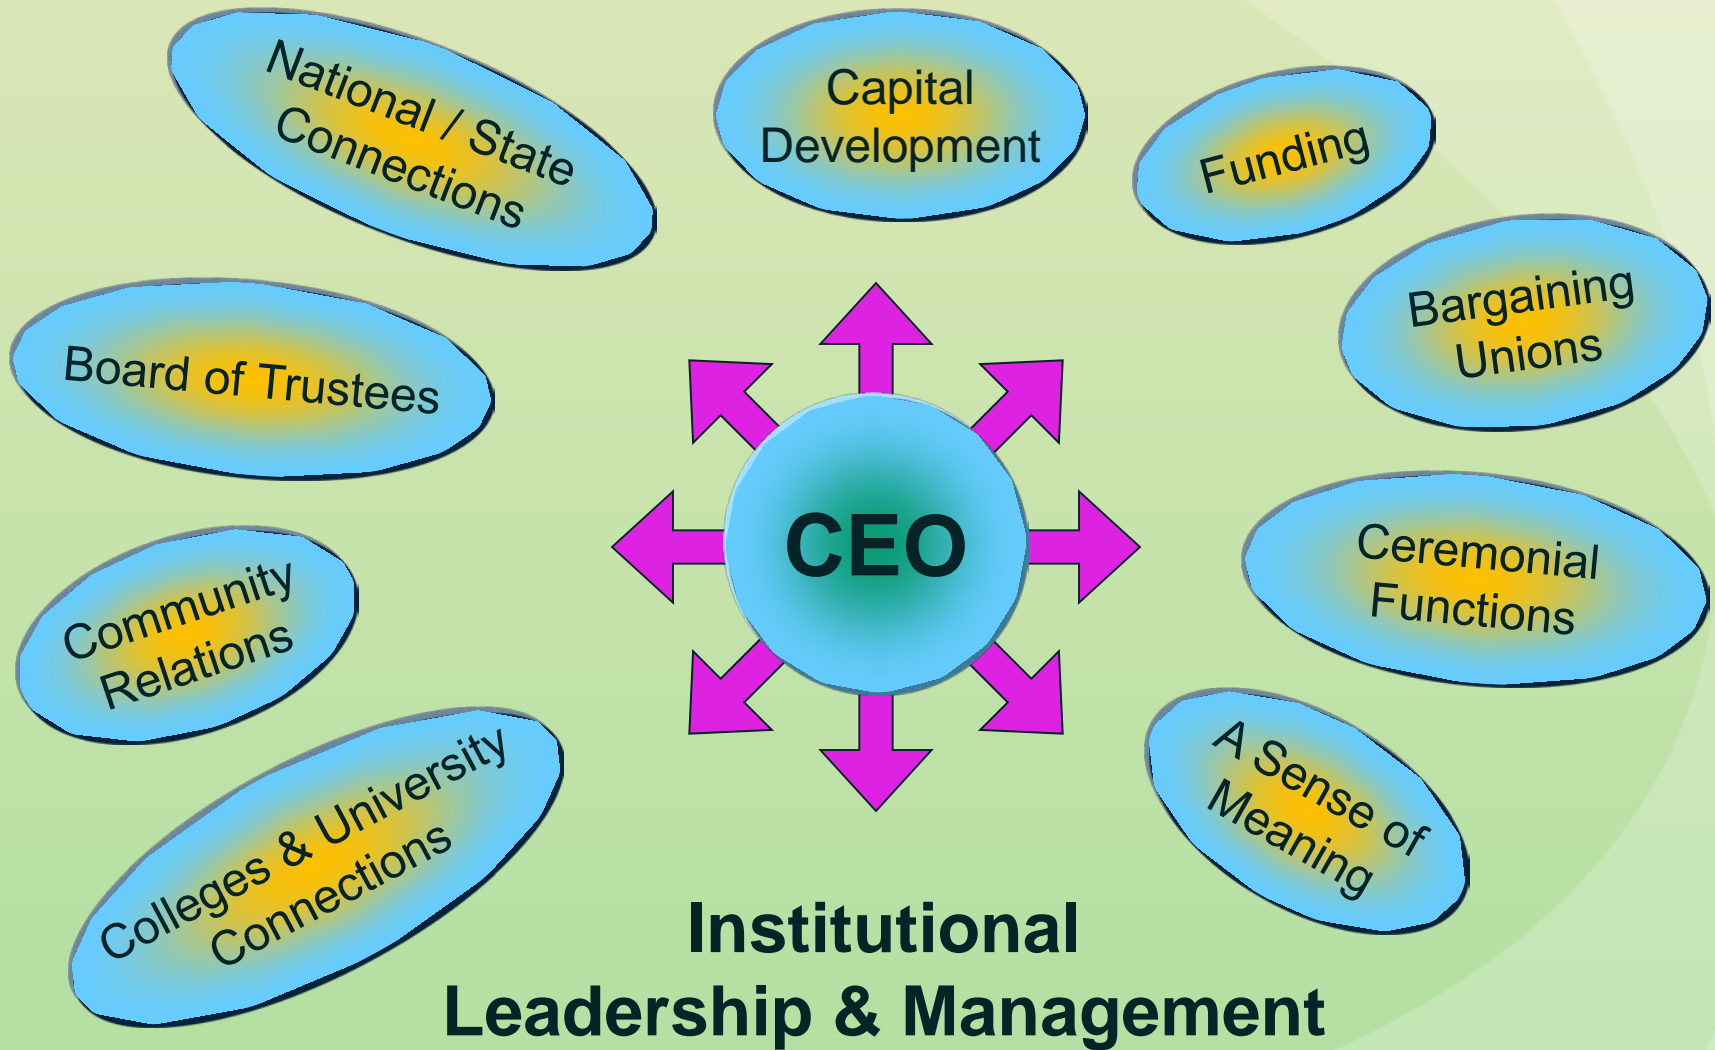 National / State
Connections
Capital
Development
Funding
Bargaining
Unions
Board of Trustees
CEO
Ceremonial
Functions
Community
Relations
A Sense of
Meaning
Colleges & University
Connections
Institutional
Leadership & Management